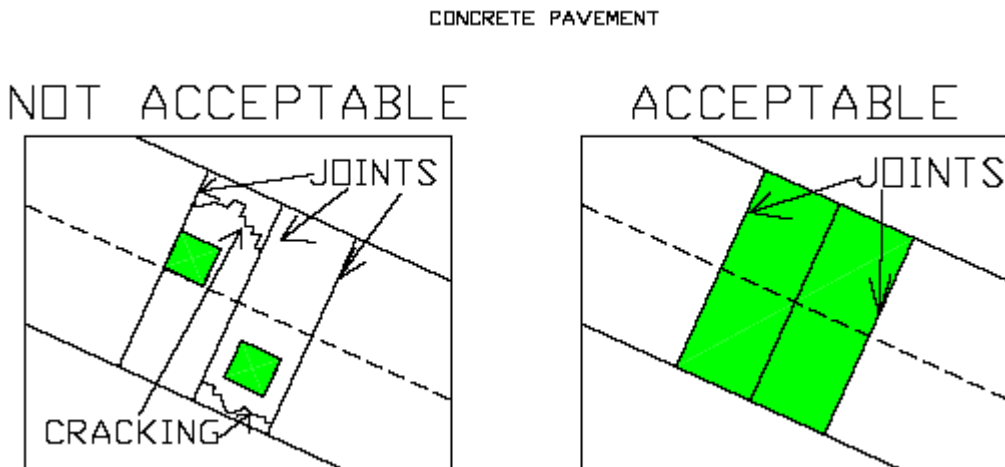 CONCRETE PAVEMENT
NOT ACCEPTABLE
JOINTS
CRACKING
ACCEPTABLE
JOINTS